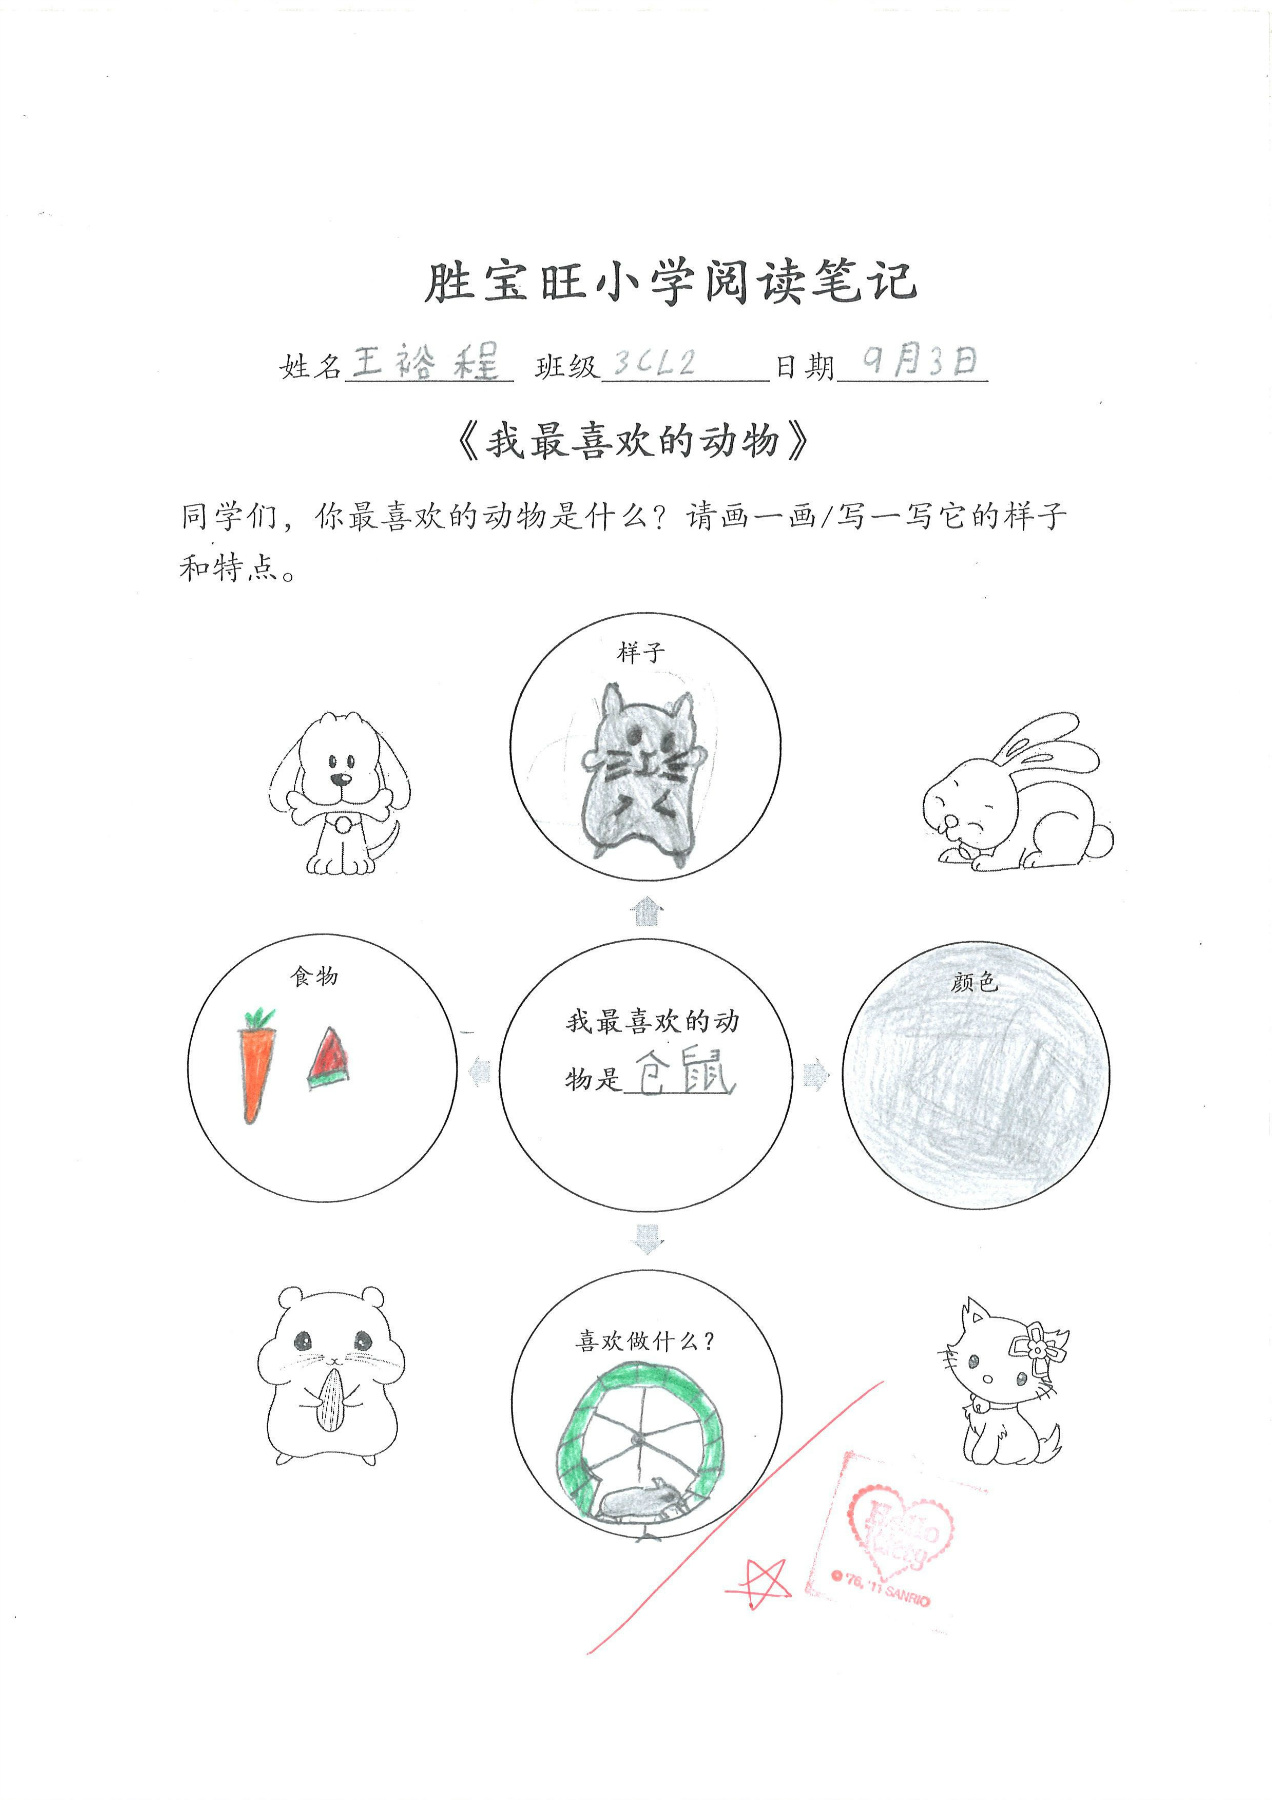 胜宝旺小学阅读笔记
姓名王裕程 班级3CL2 日期9月3日
《我最喜欢的动物》
同学们，你最喜欢的动物是什么？请画一画/写一写它的样子
和特点。
样子
食物
我最喜欢的动
物是仓鼠
颜色
喜欢做什么？
Hello
©'76,'11 SANRIO